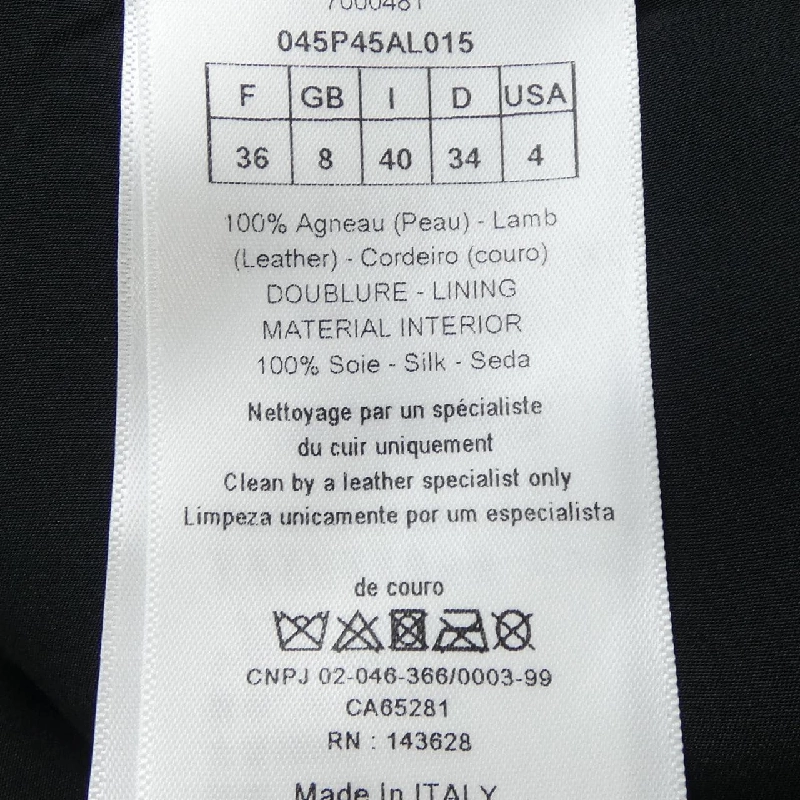 7000481
045P45AL015
F GB I D USA
36 8 40 34 4
100% Agneau (Peau) - Lamb
(Leather) - Cordeiro (couro)
DOUBLURE - LINING
MATERIAL INTERIOR
100% Soie - Silk - Seda
Nettoyage par un spécialiste
du cuir uniquement
Clean by a leather specialist only
Limpeza unicamente por um especialista
de couro
CNPJ 02-046-366/0003-99
CA65281
RN : 143628
Made in ITALY